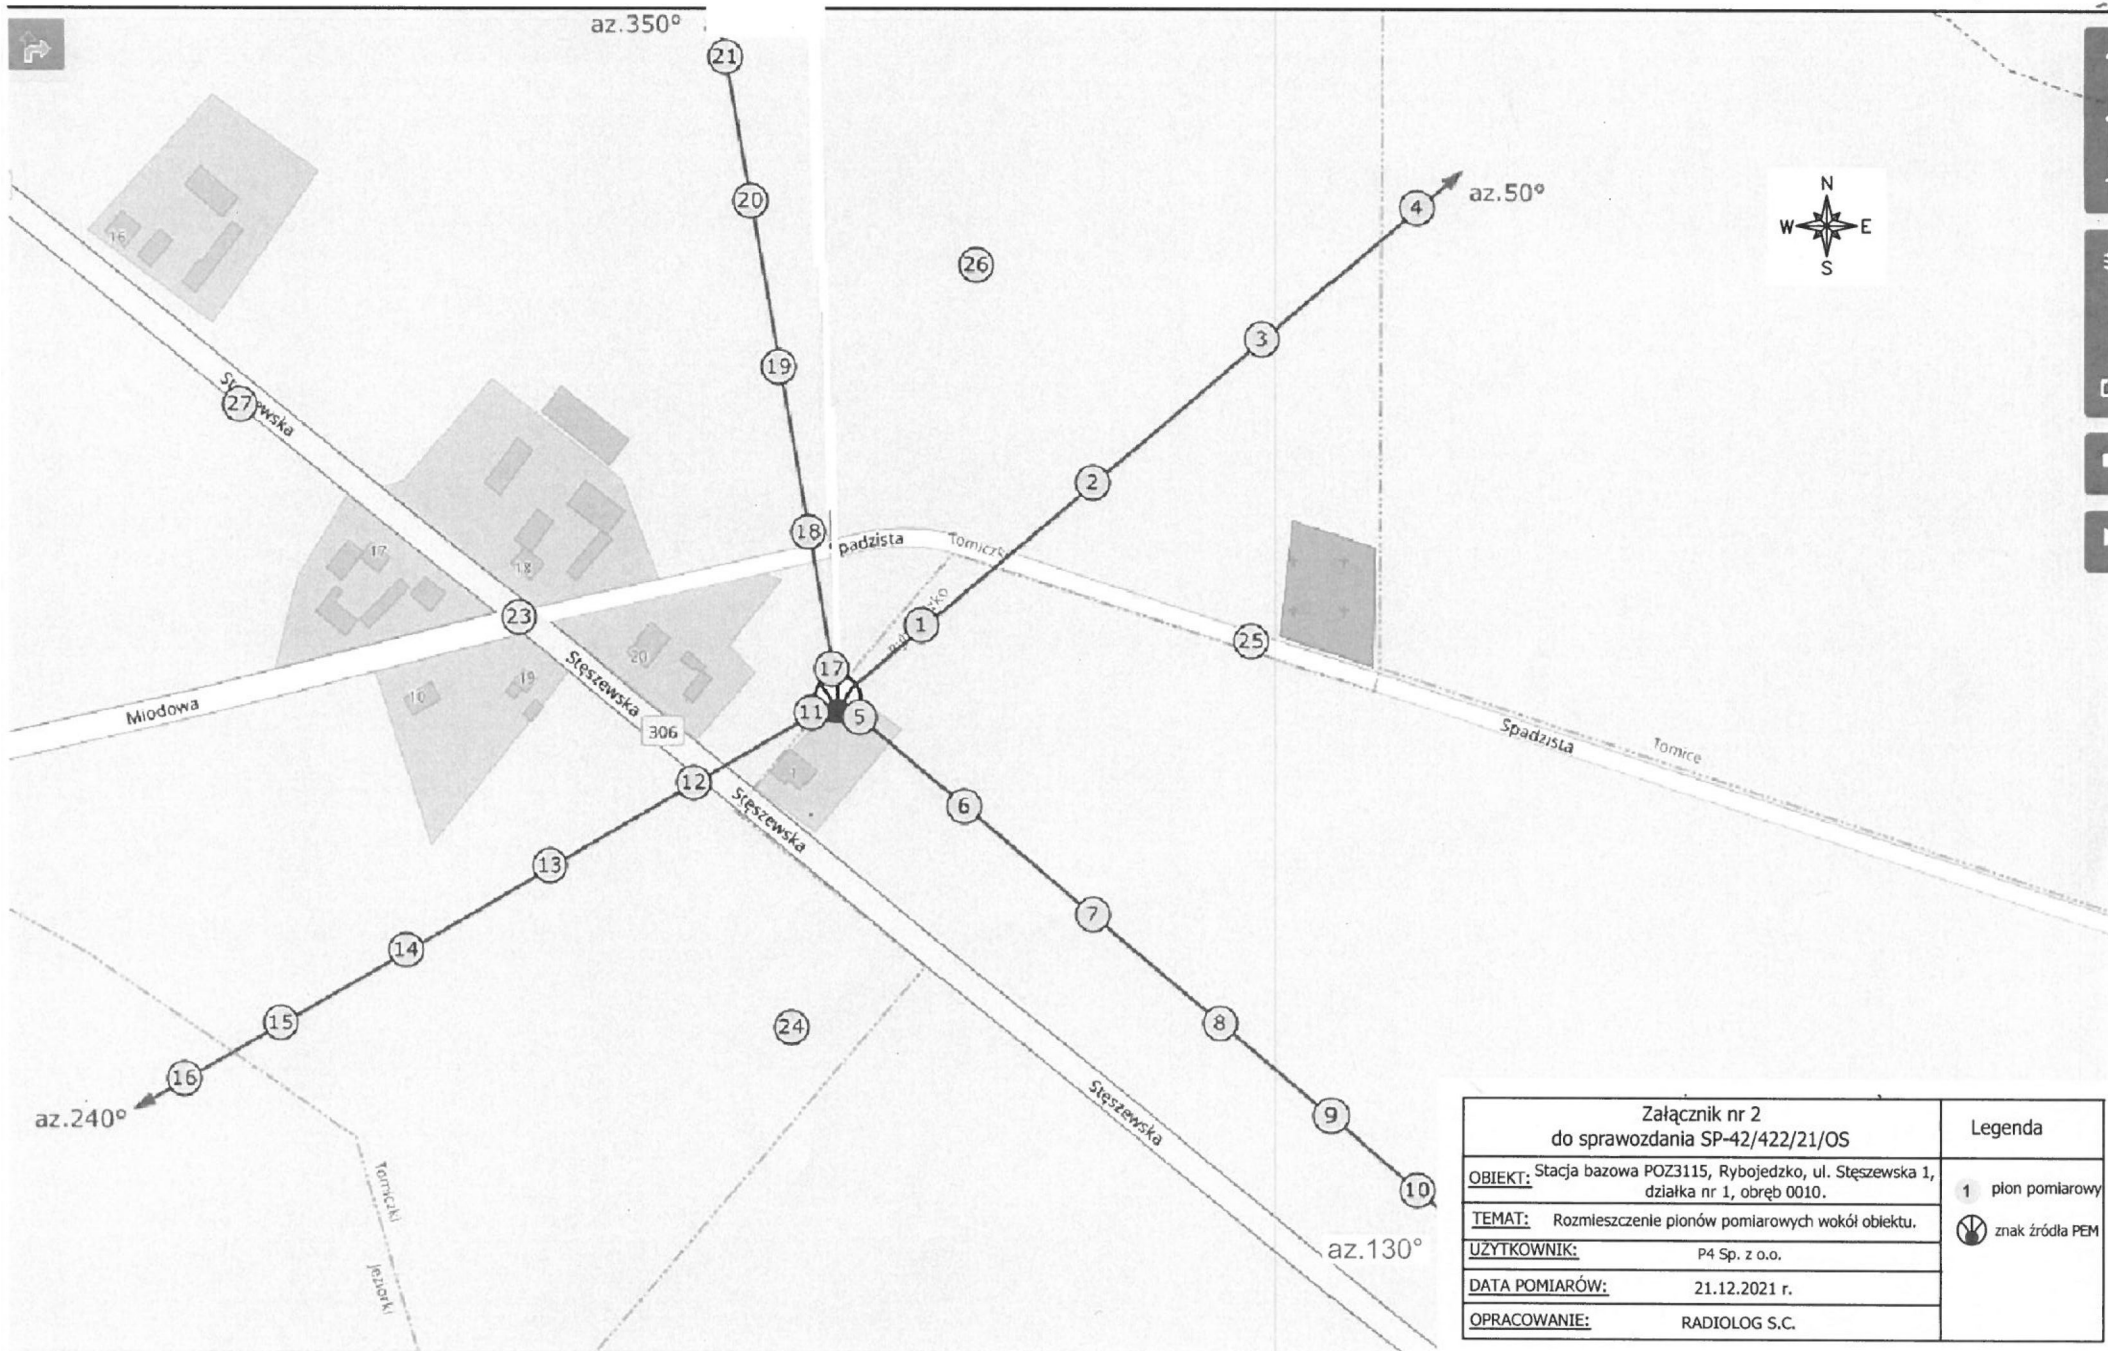 az.350°
21
20
26
4
az.50°
N
W E
S
16
3
19
27
2
18
padzista
17
18
23
1
25
20
17
19
10
Stęszewska
Miodowa
306
11
5
Spadzista
Tomice
12
1
Stęszewska
6
13
7
14
15
24
8
16
az.240°
Stęszewska
9
Tomiczki
10
Jeziorki
az.130°
Załącznik nr 2
do sprawozdania SP-42/422/21/OS
Legenda
OBIEKT: Stacja bazowa POZ3115, Rybojedzko, ul. Stęszewska 1,
działka nr 1, obręb 0010.
1 pion pomiarowy
znak źródła PEM
TEMAT: Rozmieszczenie pionów pomiarowych wokół obiektu.
UŻYTKOWNIK: P4 Sp. z o.o.
DATA POMIARÓW: 21.12.2021 r.
OPRACOWANIE: RADIOLOG S.C.